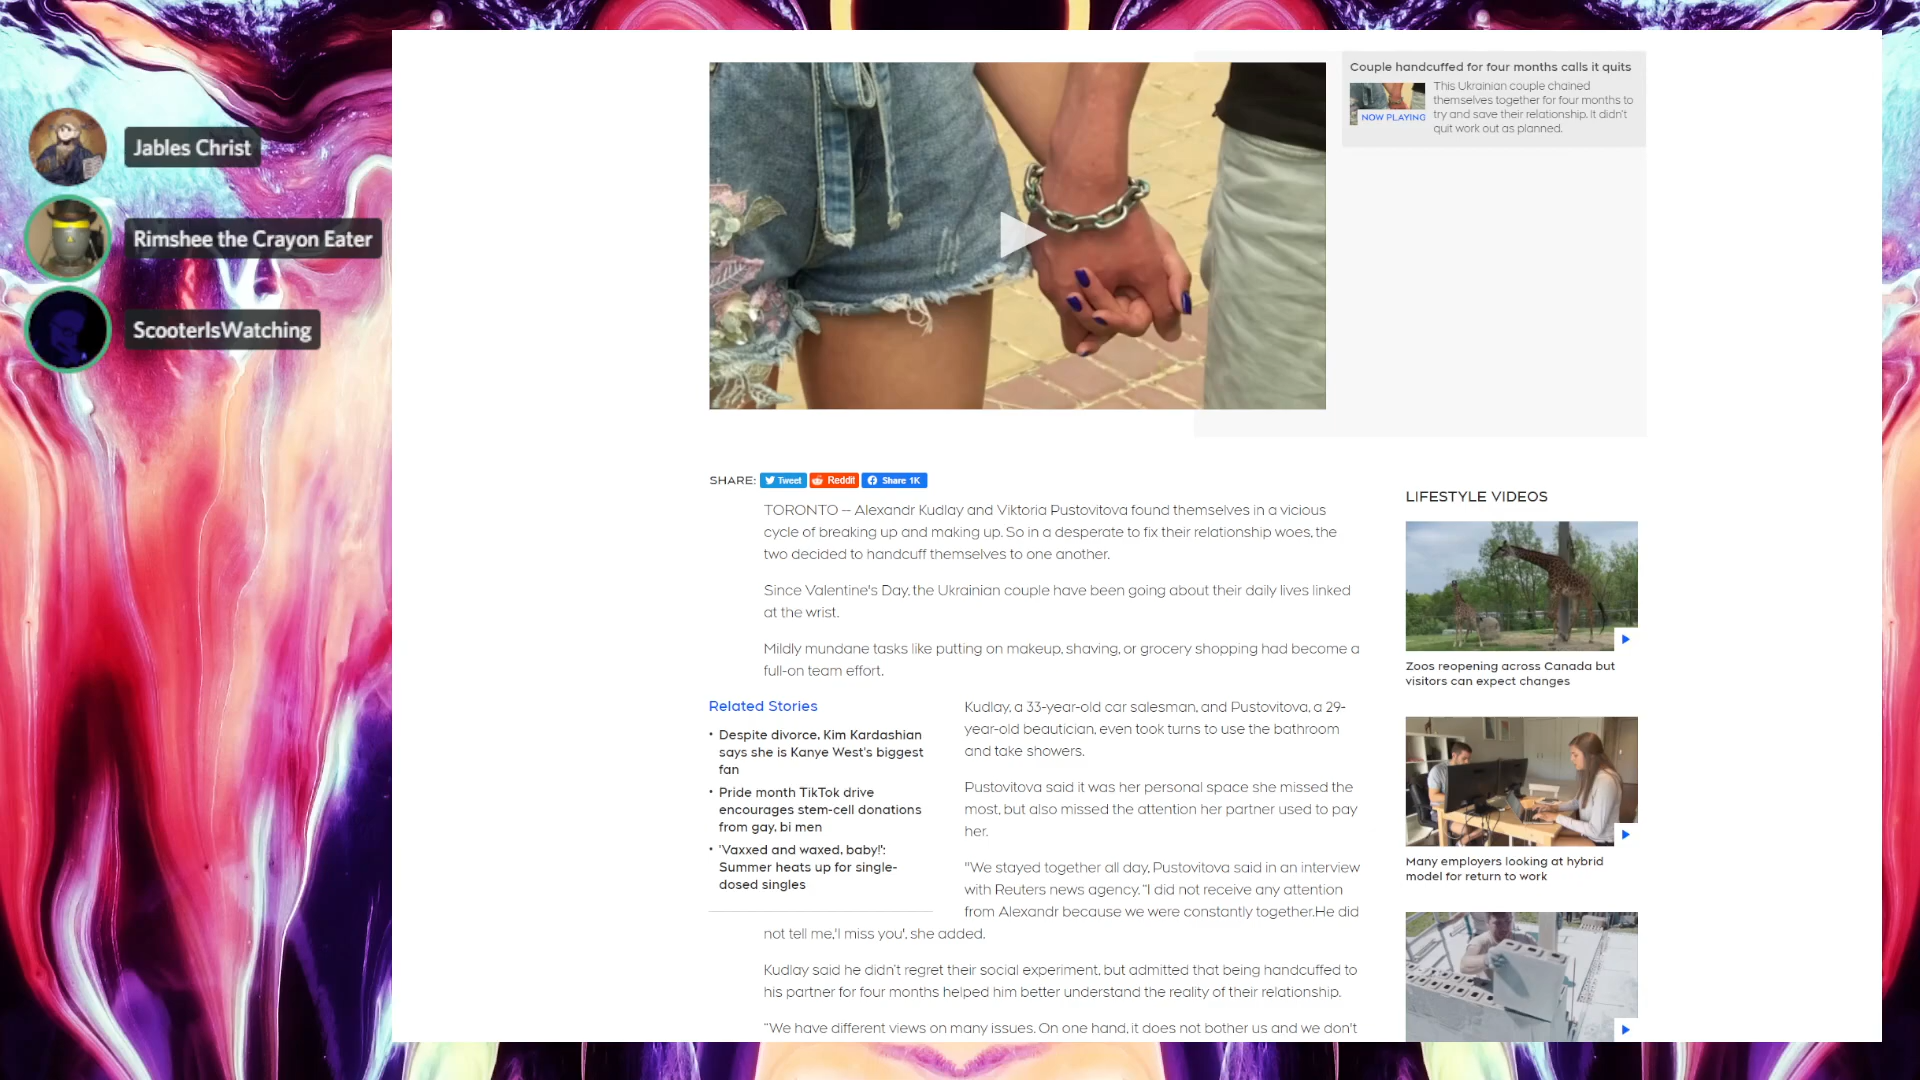 Jables Christ
Rimshee the Crayon Eater
ScooterIsWatching
Couple handcuffed for four months calls it quits
NOW PLAYING
This Ukrainian couple chained
themselves together for four months to
try and save their relationship. It didn't
quit work out as planned.
SHARE: Tweet Reddit Share 1K
TORONTO -- Alexandr Kudlay and Viktoria Pustovitova found themselves in a vicious
cycle of breaking up and making up. So in a desperate to fix their relationship woes, the
two decided to handcuff themselves to one another.
Since Valentine's Day, the Ukrainian couple have been going about their daily lives linked
at the wrist.
Mildly mundane tasks like putting on makeup, shaving, or grocery shopping had become a
full-on team effort.
Related Stories
• Despite divorce, Kim Kardashian
says she is Kanye West's biggest
fan
• Pride month TikTok drive
encourages stem-cell donations
from gay, bi men
• 'Vaxxed and waxed, baby!':
Summer heats up for single-
dosed singles
Kudlay, a 33-year-old car salesman, and Pustovitova, a 29-
year-old beautician, even took turns to use the bathroom
and take showers.
Pustovitova said it was her personal space she missed the
most, but also missed the attention her partner used to pay
her.
"We stayed together all day, Pustovitova said in an interview
with Reuters news agency. "I did not receive any attention
from Alexandr because we were constantly together.He did
not tell me,'I miss you', she added.
Kudlay said he didn't regret their social experiment, but admitted that being handcuffed to
his partner for four months helped him better understand the reality of their relationship.
"We have different views on many issues. On one hand, it does not bother us and we don't
LIFESTYLE VIDEOS
Zoos reopening across Canada but
visitors can expect changes
Many employers looking at hybrid
model for return to work